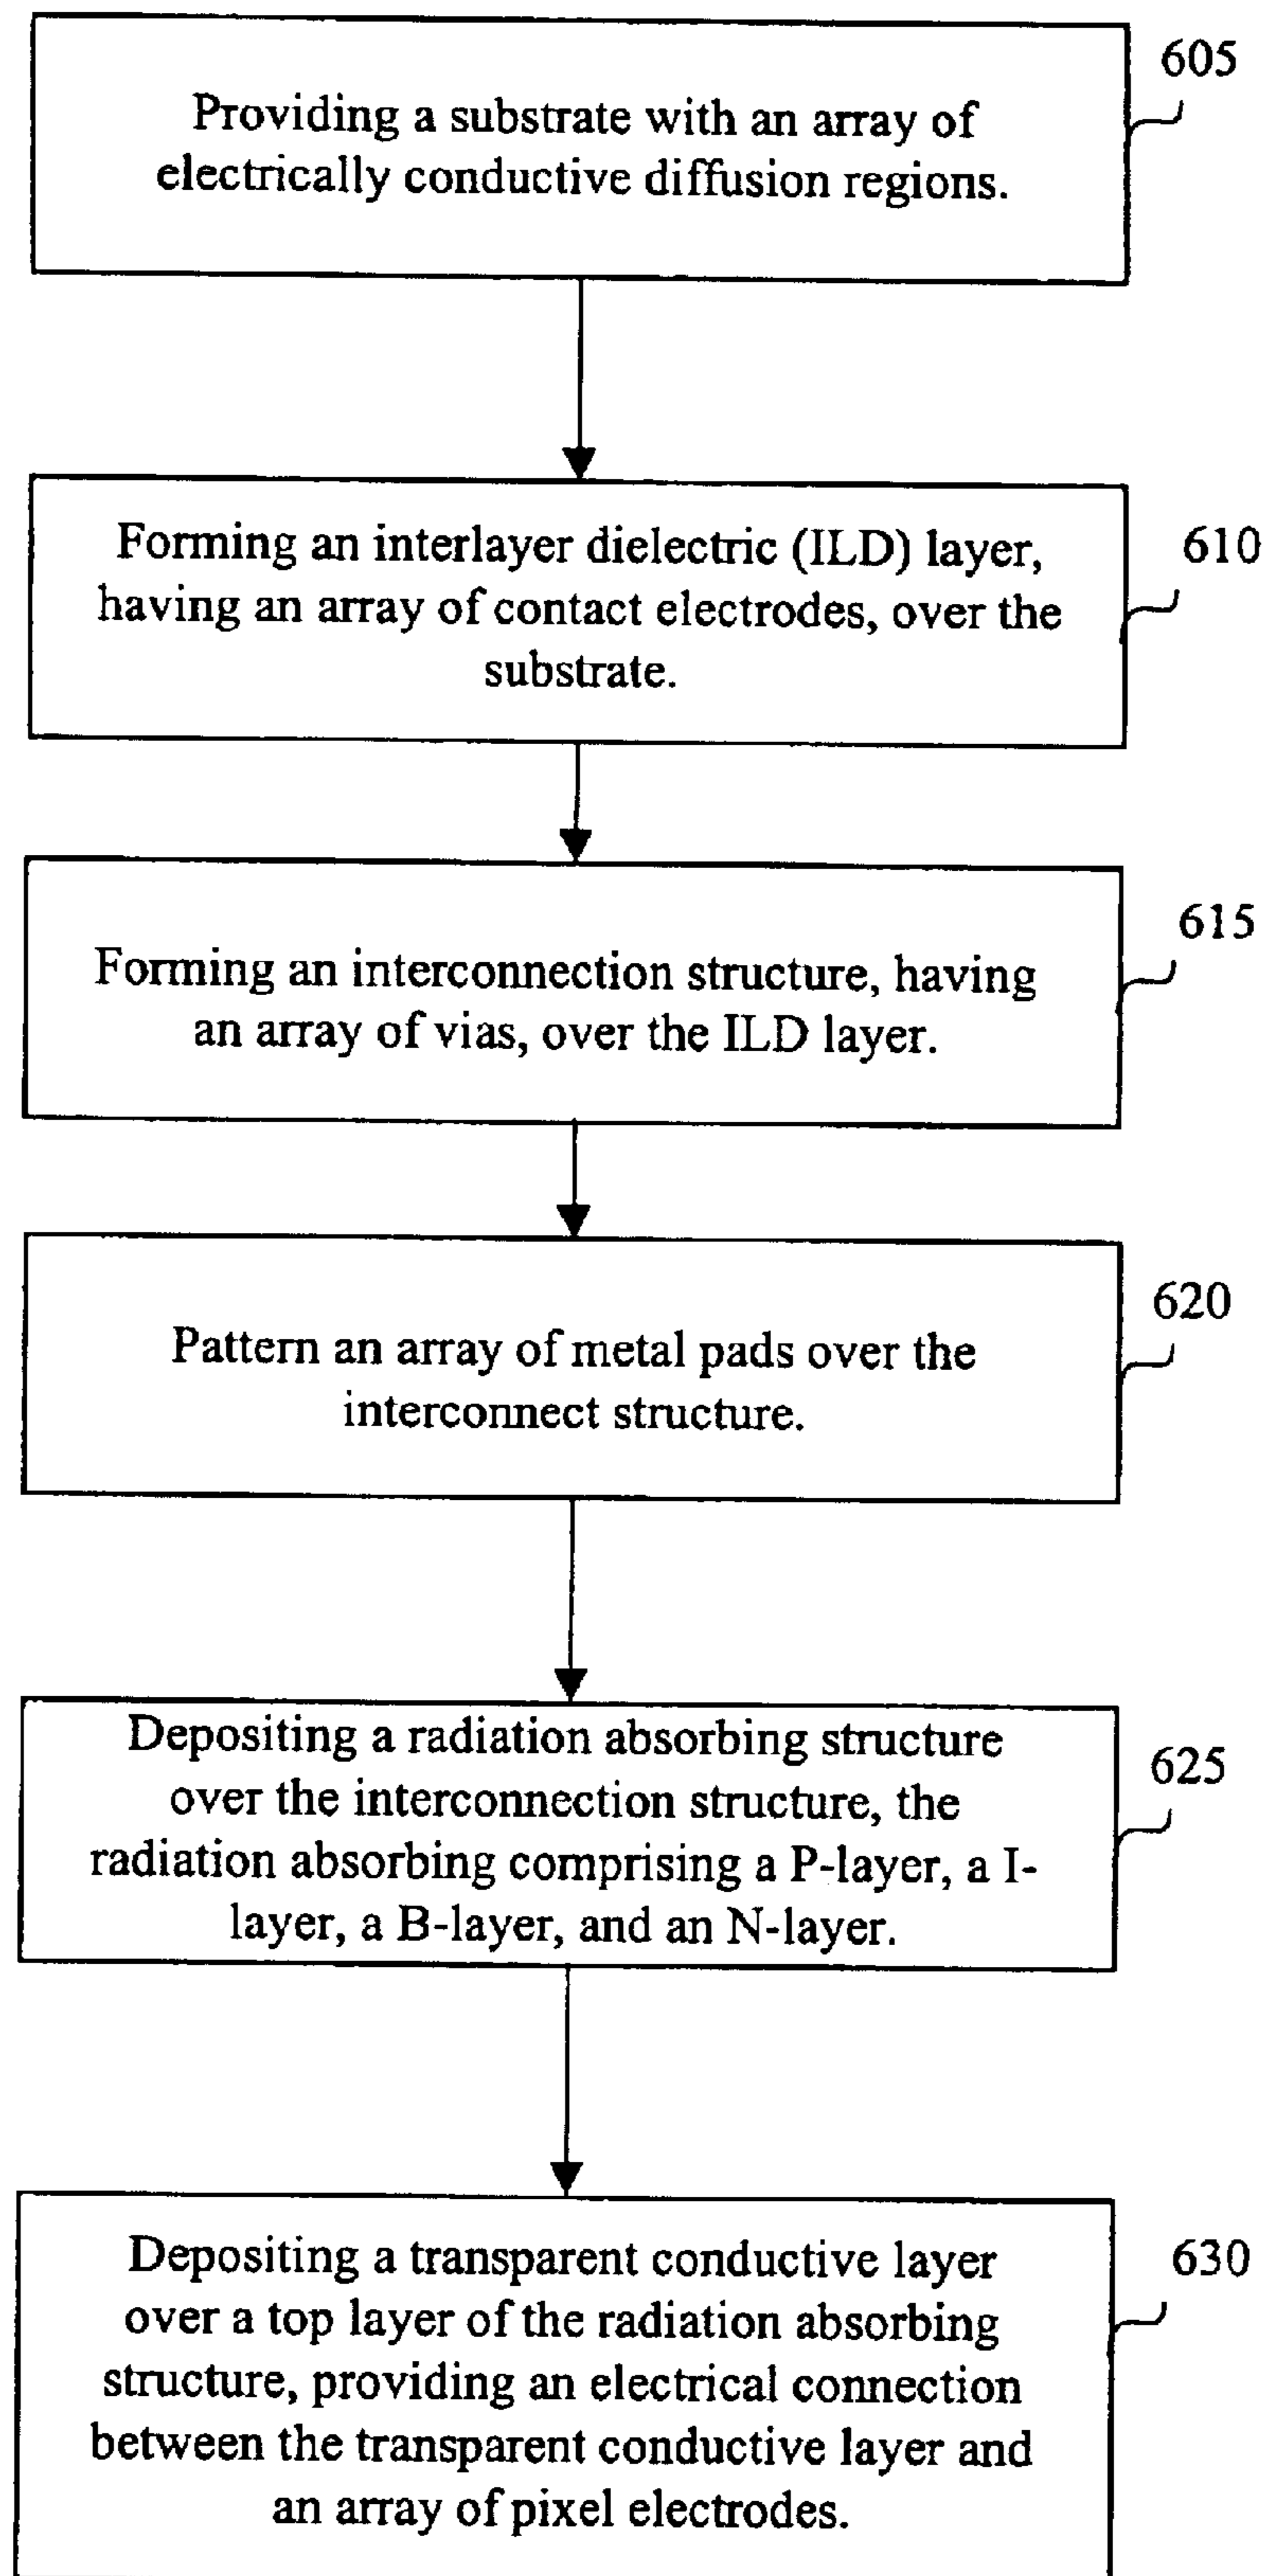 605
Providing a substrate with an array of
electrically conductive diffusion regions.
610
Forming an interlayer dielectric (ILD) layer,
having an array of contact electrodes, over the
substrate.
615
Forming an interconnection structure, having
an array of vias, over the ILD layer.
620
Pattern an array of metal pads over the
interconnect structure.
625
Depositing a radiation absorbing structure
over the interconnection structure, the
radiation absorbing comprising a P-layer, a I-
layer, a B-layer, and an N-layer.
630
Depositing a transparent conductive layer
over a top layer of the radiation absorbing
structure, providing an electrical connection
between the transparent conductive layer and
an array of pixel electrodes.